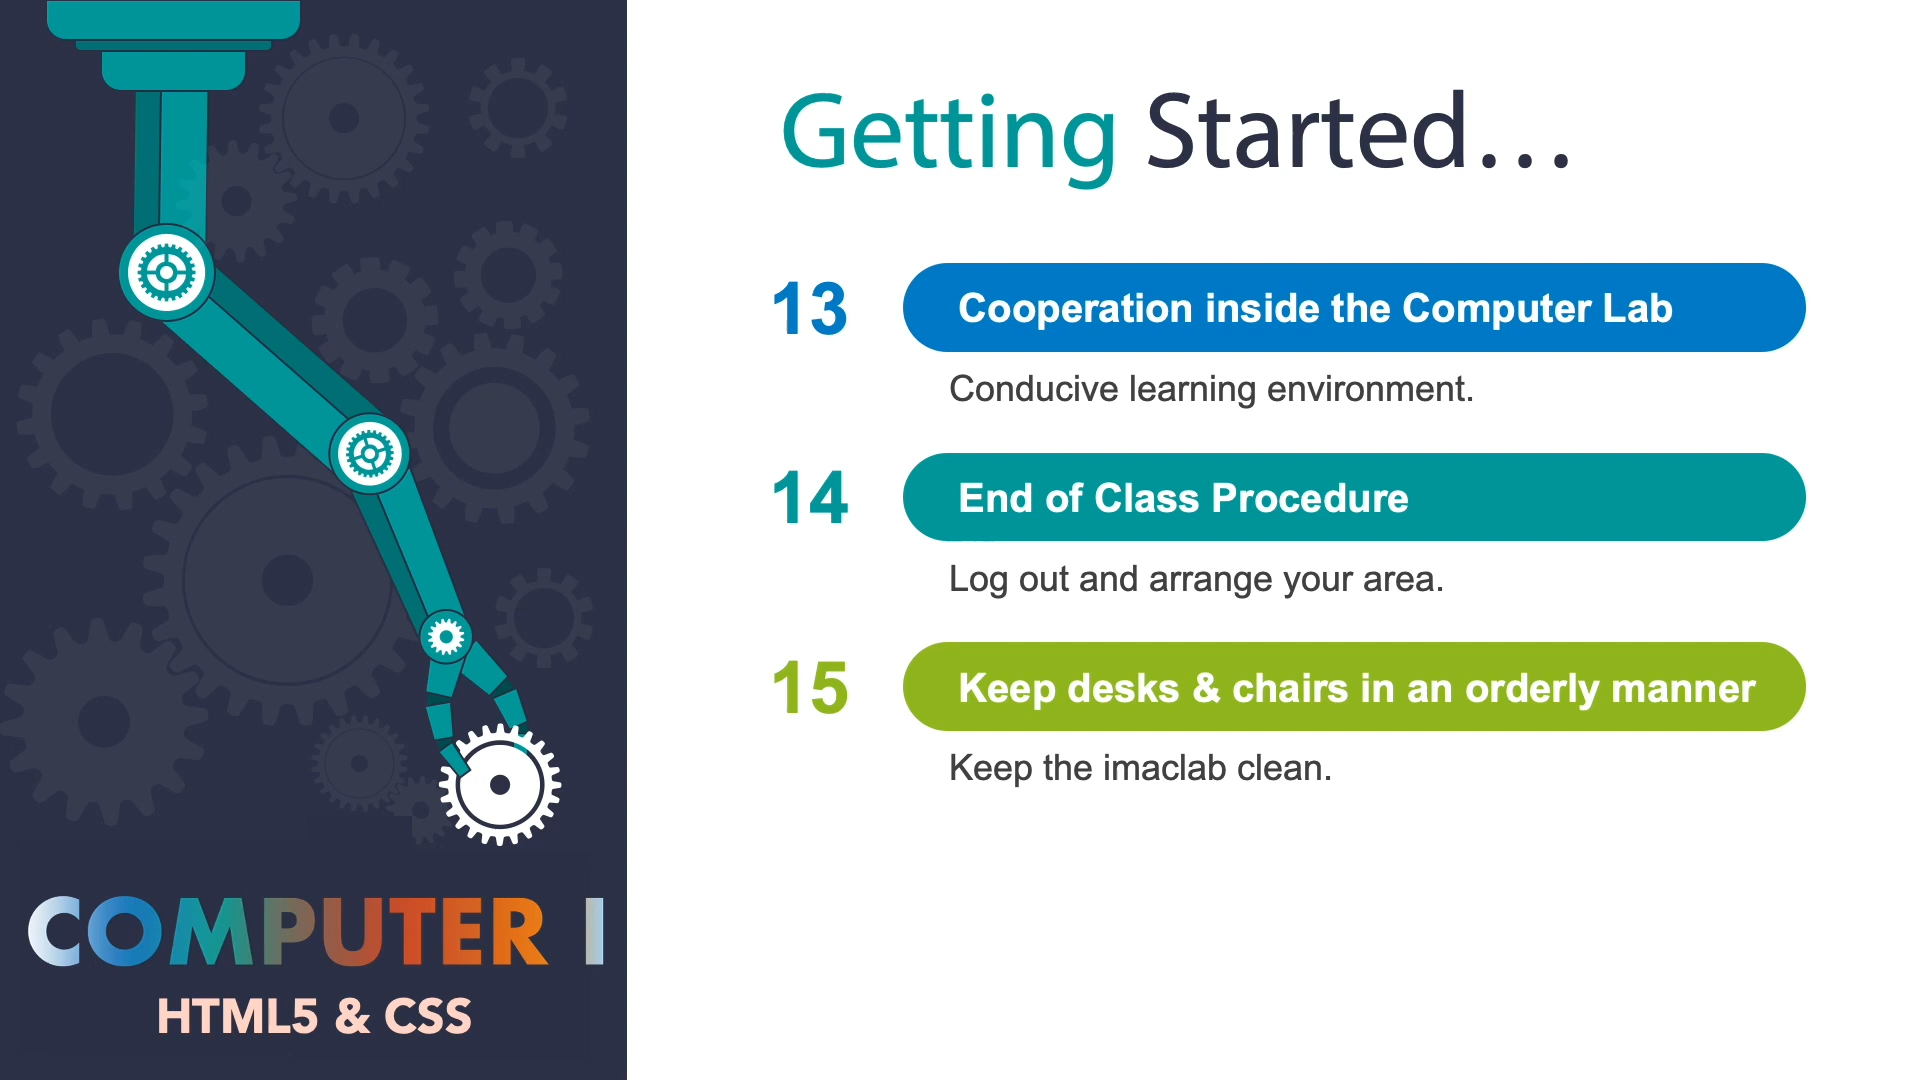 Getting Started…
13
Cooperation inside the Computer Lab
Conducive learning environment.
14
End of Class Procedure
Log out and arrange your area.
15
Keep desks & chairs in an orderly manner
Keep the imaclab clean.
COMPUTER I
HTML5 & CSS